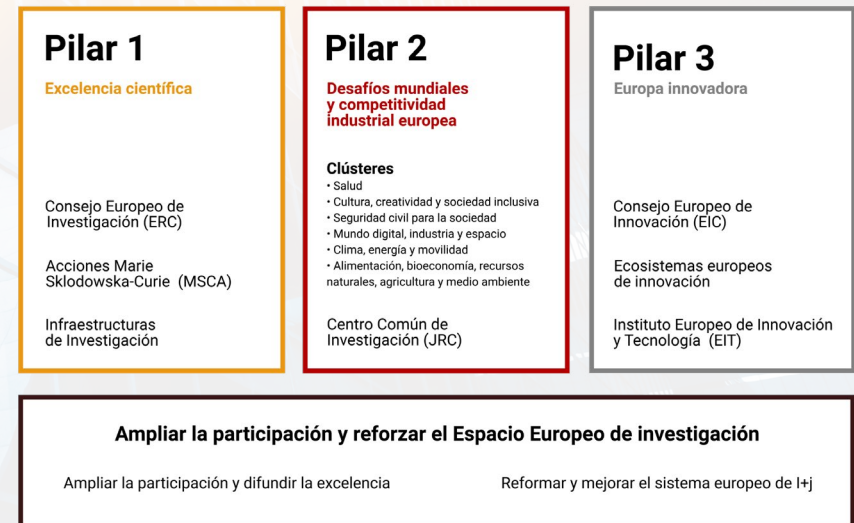 Pilar 1
Excelencia científica
Consejo Europeo de
Investigación (ERC)
Acciones Marie
Sklodowska-Curie (MSCA)
Infraestructuras
de Investigación
Pilar 2
Desafíos mundiales
y competitividad
industrial europea
Clústeres
• Salud
• Cultura, creatividad y sociedad inclusiva
• Seguridad civil para la sociedad
• Mundo digital, industria y espacio
• Clima, energía y movilidad
• Alimentación, bioeconomía, recursos
naturales, agricultura y medio ambiente
Centro Común de
Investigación (JRC)
Pilar 3
Europa innovadora
Consejo Europeo de
Innovación (EIC)
Ecosistemas europeos
de innovación
Instituto Europeo de Innovación
y Tecnología (EIT)
Ampliar la participación y reforzar el Espacio Europeo de investigación
Ampliar la participación y difundir la excelencia
Reformar y mejorar el sistema europeo de I+j